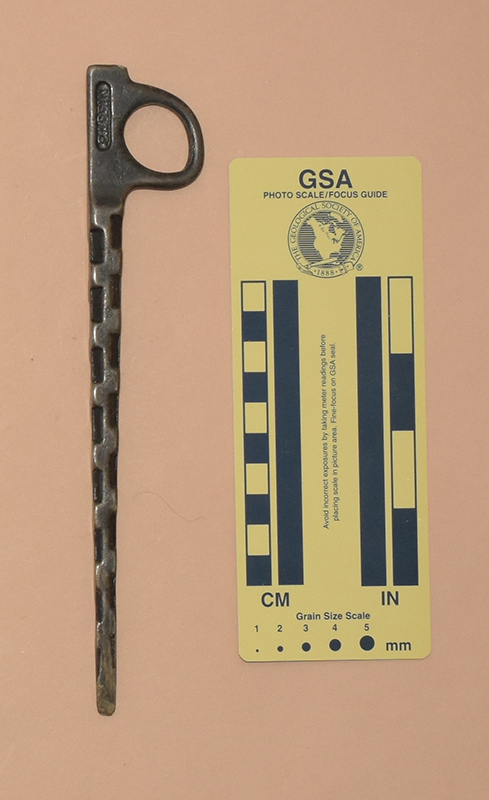 SALEWA
GSA
PHOTO SCALE/FOCUS GUIDE
THE GEOLOGICAL SOCIETY OF AMERICA
• 1888 •
®
Avoid incorrect exposures by taking meter readings before
placing scale in picture area. Fine-focus on GSA seal.
CM
IN
Grain Size Scale
1 2 3 4 5
mm